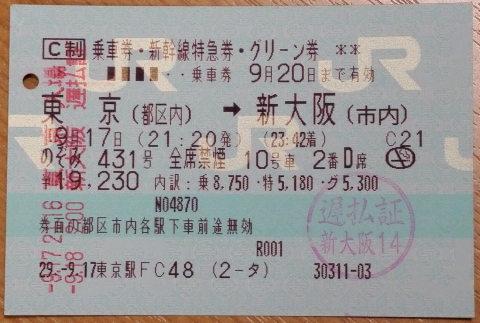 C制 乗車券・新幹線特急券・グリーン券 **
■■■■・・乗車券 9月20日まで有効
東 京(都区内) → 新大阪(市内)
9月17日(21:20発) (23:42着) C21
のぞみ 431号 全席禁煙 10号車 2番D席
¥19,230 内訳:乗8,750・特5,180・グ5,300
N04870
券面の都区市内各駅下車前途無効
R001
29.-9.17東京駅FC48 (2-タ) 30311-03
遅払証
新大阪14
JR